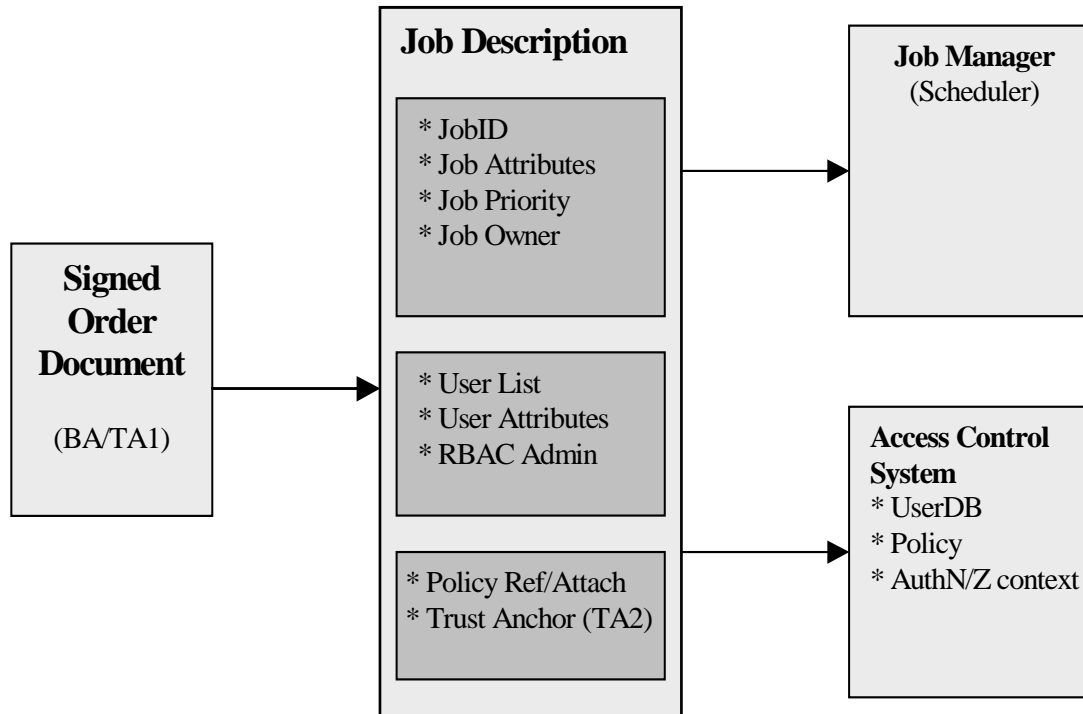 Signed
Order
Document
(BA/TA1)
Job Description
* JobID
* Job Attributes
* Job Priority
* Job Owner
* User List
* User Attributes
* RBAC Admin
* Policy Ref/Attach
* Trust Anchor (TA2)
Job Manager
(Scheduler)
Access Control
System
* UserDB
* Policy
* AuthN/Z context